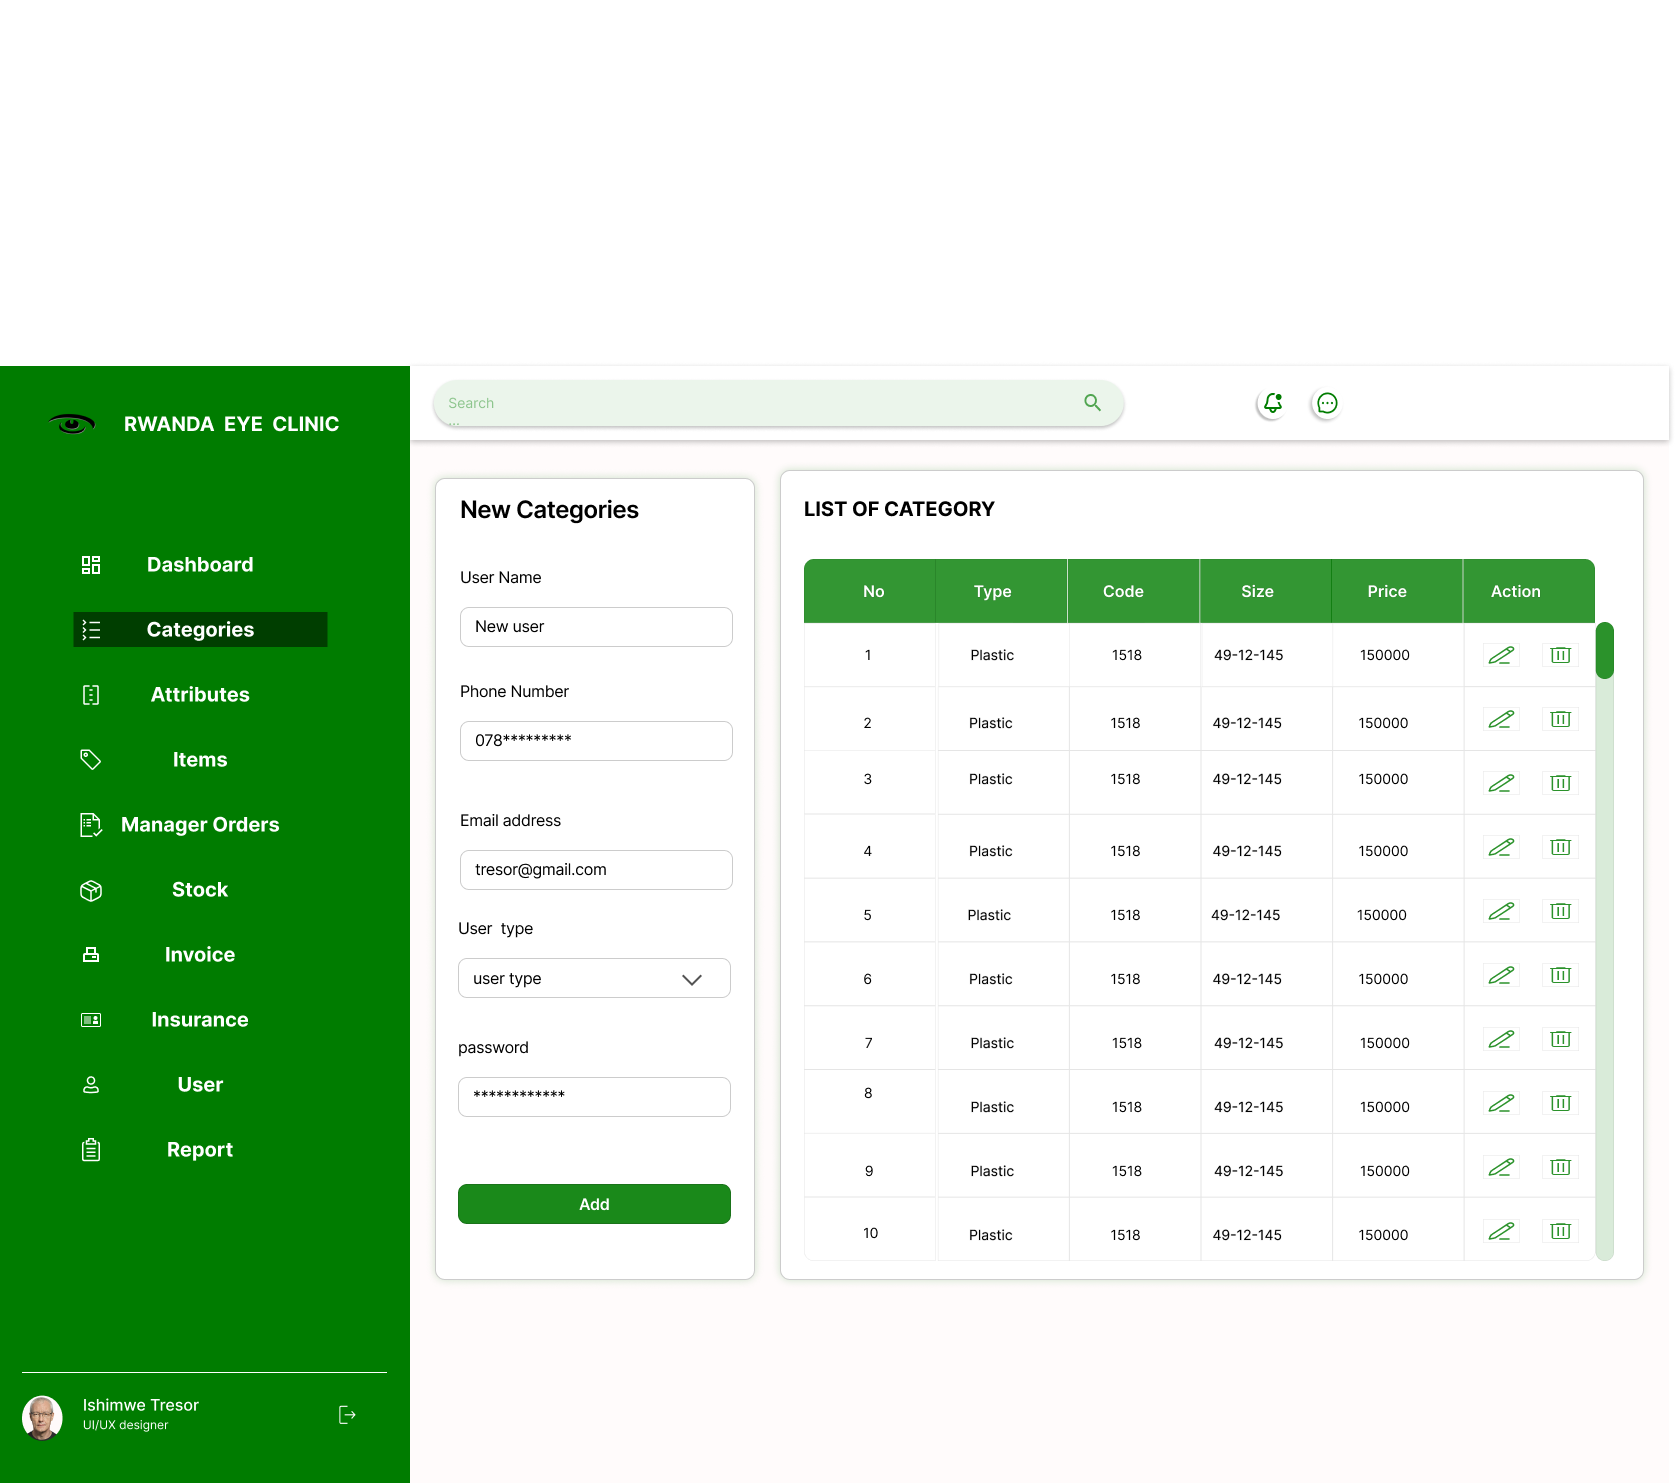 RWANDA EYE CLINIC
Dashboard
Categories
Attributes
Items
Manager Orders
Stock
Invoice
Insurance
User
Report
Ishimwe Tresor
UI/UX designer
Search
...
New Categories
User Name
New user
Phone Number
078*********
Email address
tresor@gmail.com
User type
user type
password
************
Add
LIST OF CATEGORY
No Type Code Size Price Action
1 Plastic 1518 49-12-145 150000
2 Plastic 1518 49-12-145 150000
3 Plastic 1518 49-12-145 150000
4 Plastic 1518 49-12-145 150000
5 Plastic 1518 49-12-145 150000
6 Plastic 1518 49-12-145 150000
7 Plastic 1518 49-12-145 150000
8 Plastic 1518 49-12-145 150000
9 Plastic 1518 49-12-145 150000
10 Plastic 1518 49-12-145 150000